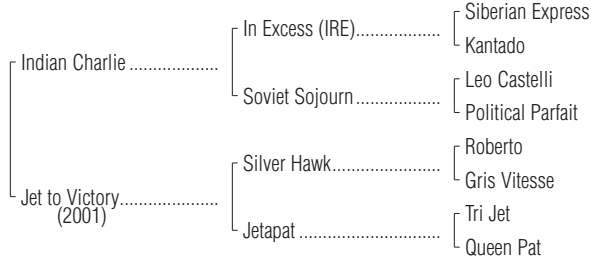 Siberian Express
In Excess (IRE)...................
Kantado
Indian Charlie ...................
Leo Castelli
Soviet Sojourn ...................
Political Parfait
Roberto
Silver Hawk........................
Gris Vitesse
Jet to Victory.....................
(2001)
Tri Jet
Jetapat ..............................
Queen Pat